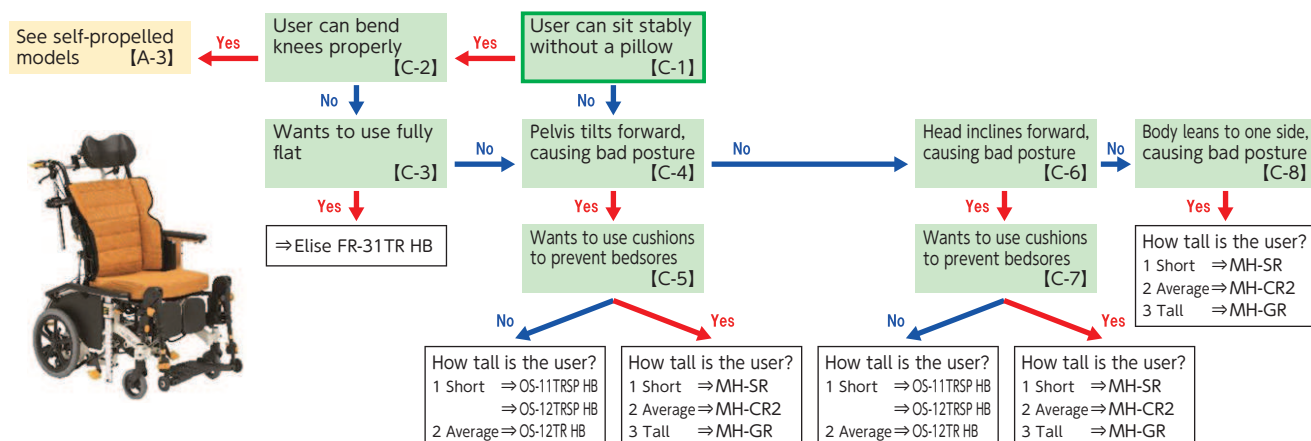 See self-propelled
models 【A-3】
Yes
User can bend
knees properly
【C-2】
Yes
User can sit stably
without a pillow
【C-1】
No
No
Wants to use fully
flat
【C-3】
No
Pelvis tilts forward,
causing bad posture
【C-4】
No
Head inclines forward,
causing bad posture
【C-6】
No
Body leans to one side,
causing bad posture
【C-8】
Yes
Yes
Yes
Yes
⇒Elise FR-31TR HB
Wants to use cushions
to prevent bedsores
【C-5】
Wants to use cushions
to prevent bedsores
【C-7】
How tall is the user?
1 Short ⇒MH-SR
2 Average⇒MH-CR2
3 Tall ⇒MH-GR
No
Yes
No
Yes
How tall is the user?
1 Short ⇒OS-11TRSP HB
⇒OS-12TRSP HB
2 Average⇒OS-12TR HB
How tall is the user?
1 Short ⇒MH-SR
2 Average⇒MH-CR2
3 Tall ⇒MH-GR
How tall is the user?
1 Short ⇒OS-11TRSP HB
⇒OS-12TRSP HB
2 Average⇒OS-12TR HB
How tall is the user?
1 Short ⇒MH-SR
2 Average⇒MH-CR2
3 Tall ⇒MH-GR